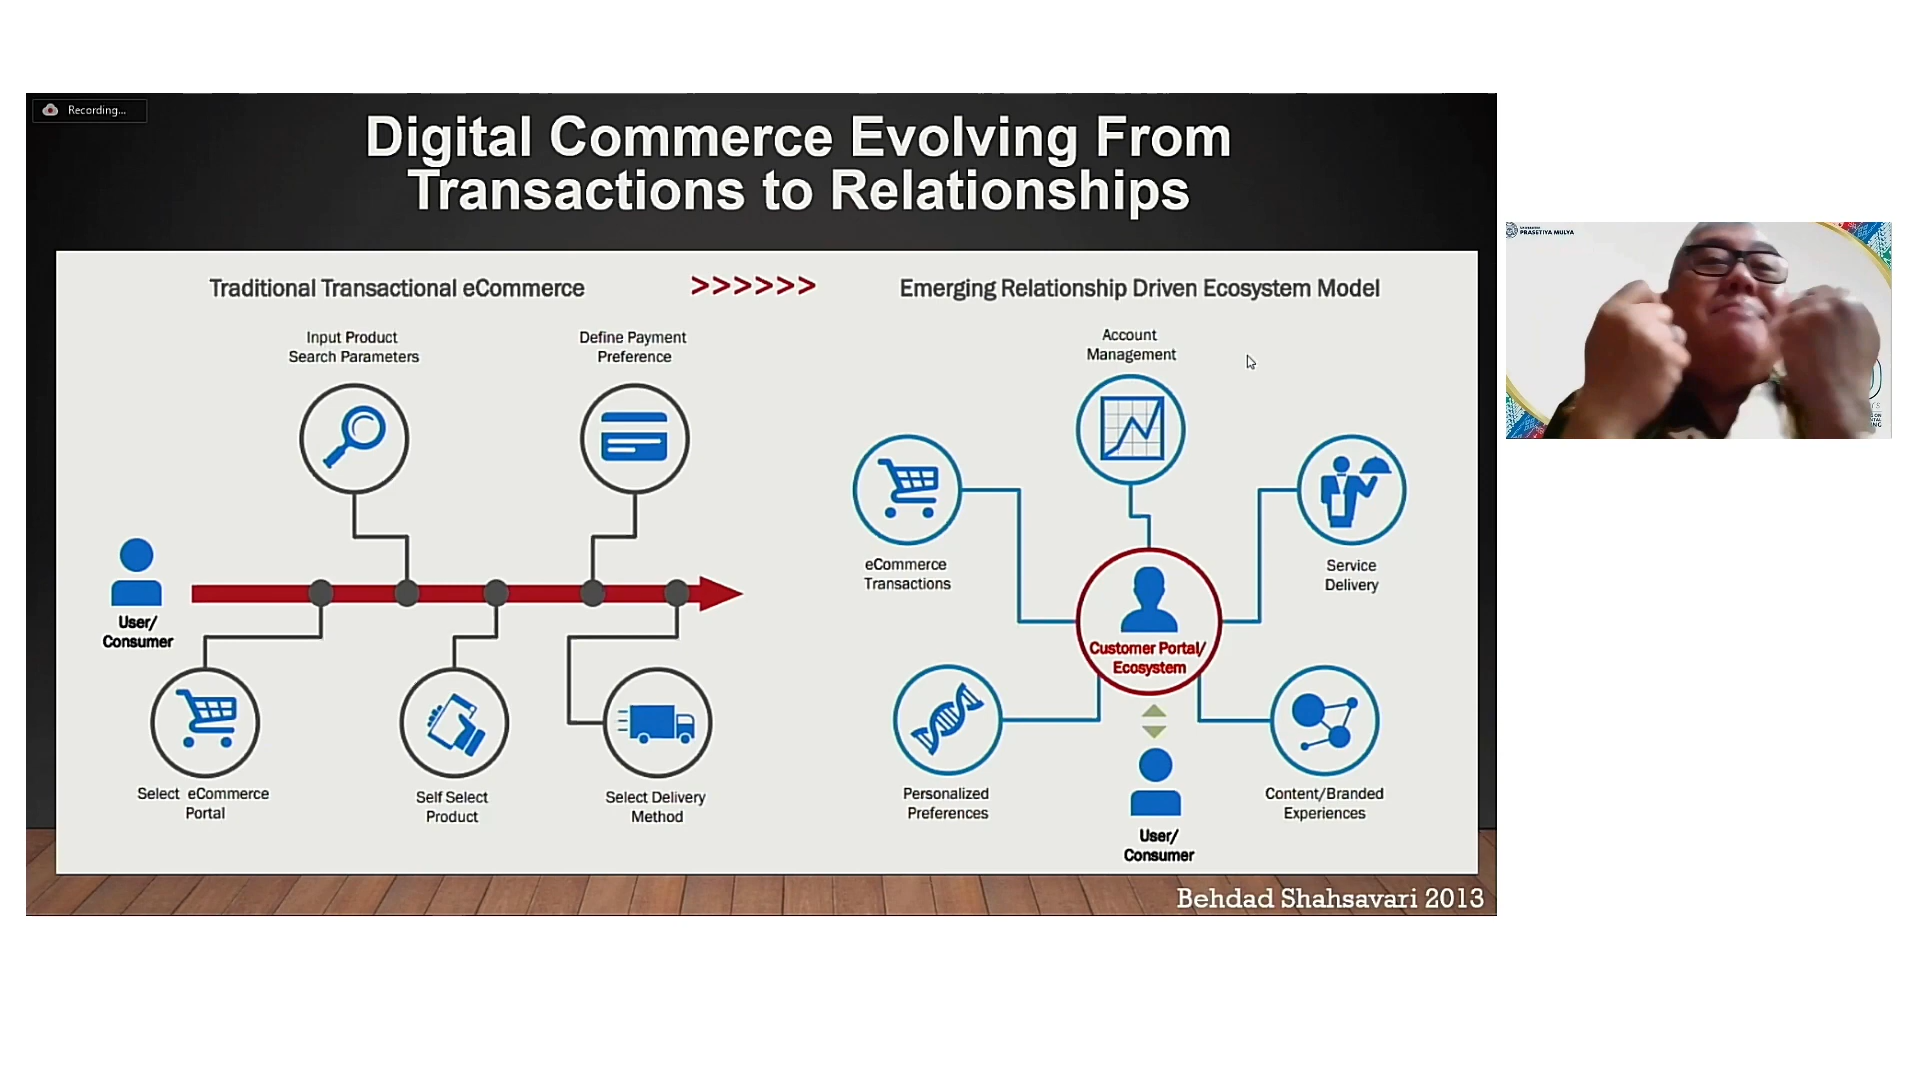 Recording...
Digital Commerce Evolving From
Transactions to Relationships
Traditional Transactional eCommerce
>>>>>>
Emerging Relationship Driven Ecosystem Model
Input Product
Search Parameters
Define Payment
Preference
Account
Management
User/
Consumer
eCommerce
Transactions
Service
Delivery
Customer Portal/
Ecosystem
Select eCommerce
Portal
Self Select
Product
Select Delivery
Method
Personalized
Preferences
User/
Consumer
Content/Branded
Experiences
Behdad Shahsavari 2013
PRASETIYA MULYA